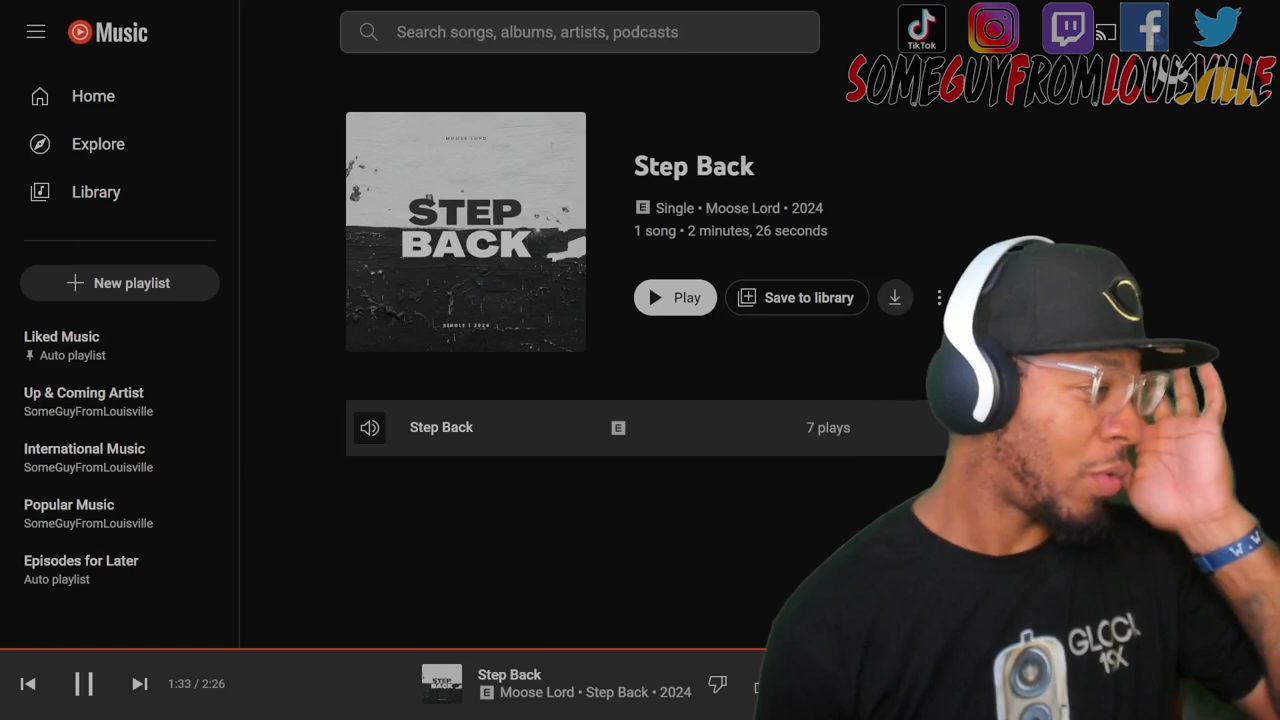 Music
Search songs, albums, artists, podcasts
TikTok
SOMEGUYFROMLOUISVILLE
Home
Explore
Library
New playlist
Liked Music
Auto playlist
Up & Coming Artist
SomeGuyFromLouisville
International Music
SomeGuyFromLouisville
Popular Music
SomeGuyFromLouisville
Episodes for Later
Auto playlist
MOOSE LORD
STEP
BACK
SINGLE | 2024
Step Back
E Single • Moose Lord • 2024
1 song • 2 minutes, 26 seconds
Play
Save to library
Step Back E 7 plays
GLOCK
19X
W.W.
1:33 / 2:26
Step Back
E Moose Lord • Step Back • 2024